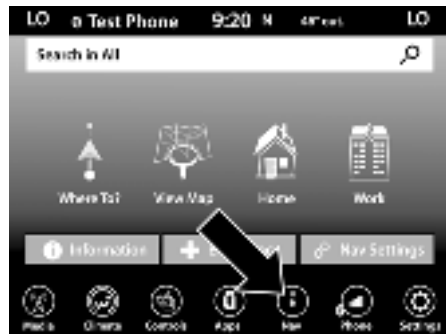 LO Test Phone 9:20 N LO
Search in All
Where To? View Map Home Work
Information Nav Settings
Media Climate Controls Apps Nav Phone Settings